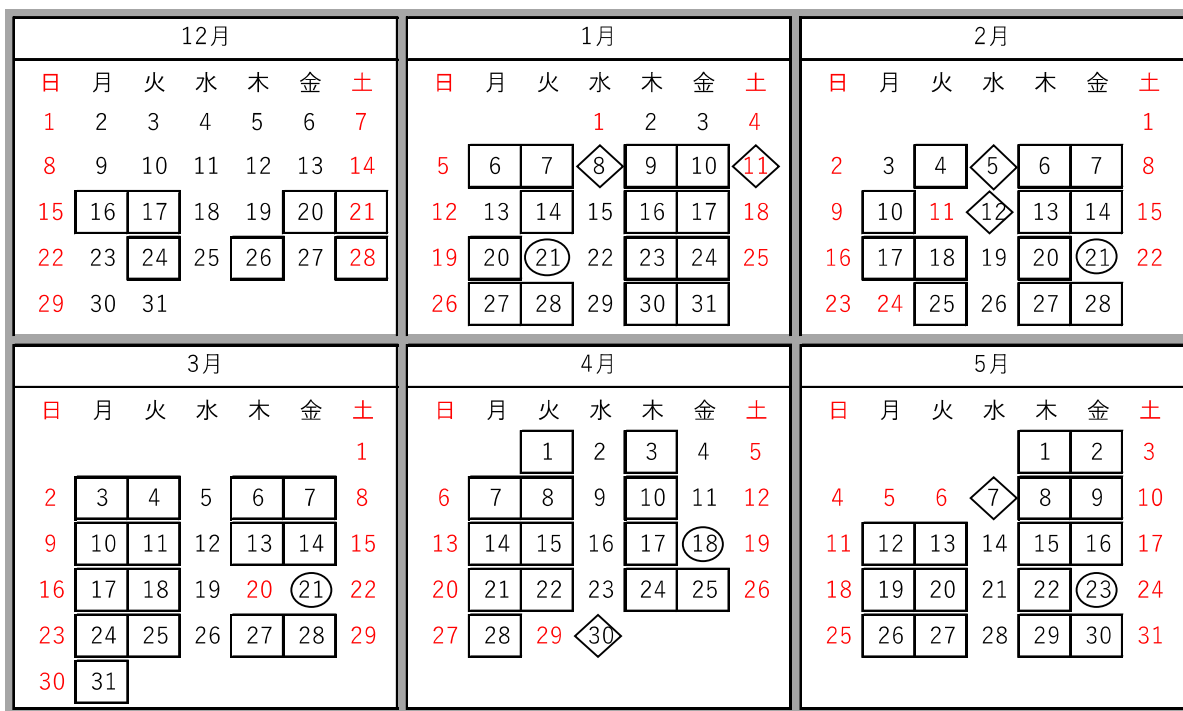 12月
日 月 火 水 木 金 土
1 2 3 4 5 6 7
8 9 10 11 12 13 14
15 16 17 18 19 20 21
22 23 24 25 26 27 28
29 30 31
1月
日 月 火 水 木 金 土
1 2 3 4
5 6 7 8 9 10 11
12 13 14 15 16 17 18
19 20 21 22 23 24 25
26 27 28 29 30 31
2月
日 月 火 水 木 金 土
1
2 3 4 5 6 7 8
9 10 11 12 13 14 15
16 17 18 19 20 21 22
23 24 25 26 27 28
3月
日 月 火 水 木 金 土
1
2 3 4 5 6 7 8
9 10 11 12 13 14 15
16 17 18 19 20 21 22
23 24 25 26 27 28 29
30 31
4月
日 月 火 水 木 金 土
1 2 3 4 5
6 7 8 9 10 11 12
13 14 15 16 17 18 19
20 21 22 23 24 25 26
27 28 29 30
5月
日 月 火 水 木 金 土
1 2 3
4 5 6 7 8 9 10
11 12 13 14 15 16 17
18 19 20 21 22 23 24
25 26 27 28 29 30 31